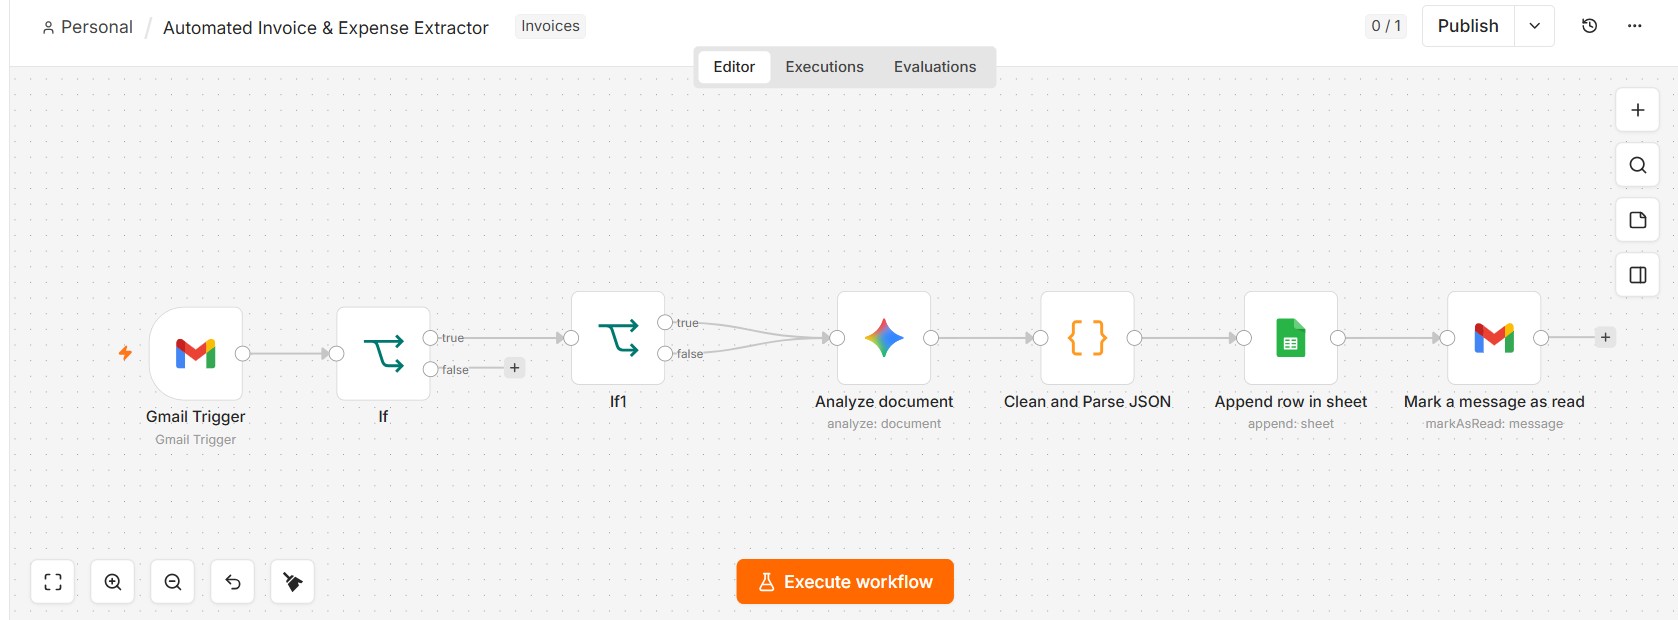 Personal / Automated Invoice & Expense Extractor Invoices 0 / 1 Publish
Editor Executions Evaluations
true
false
true
false
Gmail Trigger
Gmail Trigger
If
If1
Analyze document
analyze: document
Clean and Parse JSON
Append row in sheet
append: sheet
Mark a message as read
markAsRead: message
Execute workflow